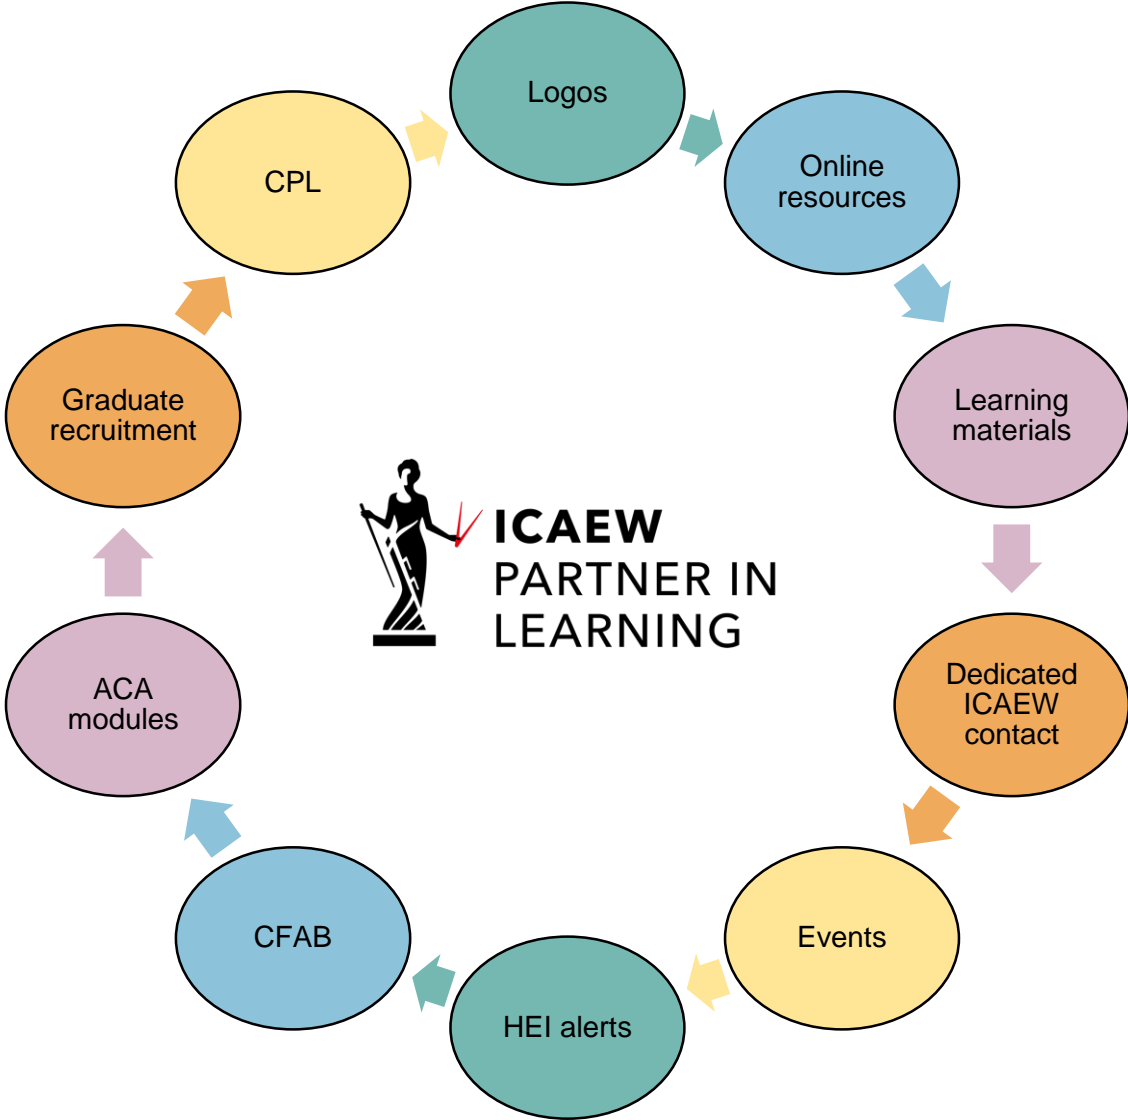 Logos
Online
resources
Learning
materials
Dedicated
ICAEW
contact
Events
HEI alerts
CFAB
ACA
modules
Graduate
recruitment
CPL
ICAEW
PARTNER IN
LEARNING